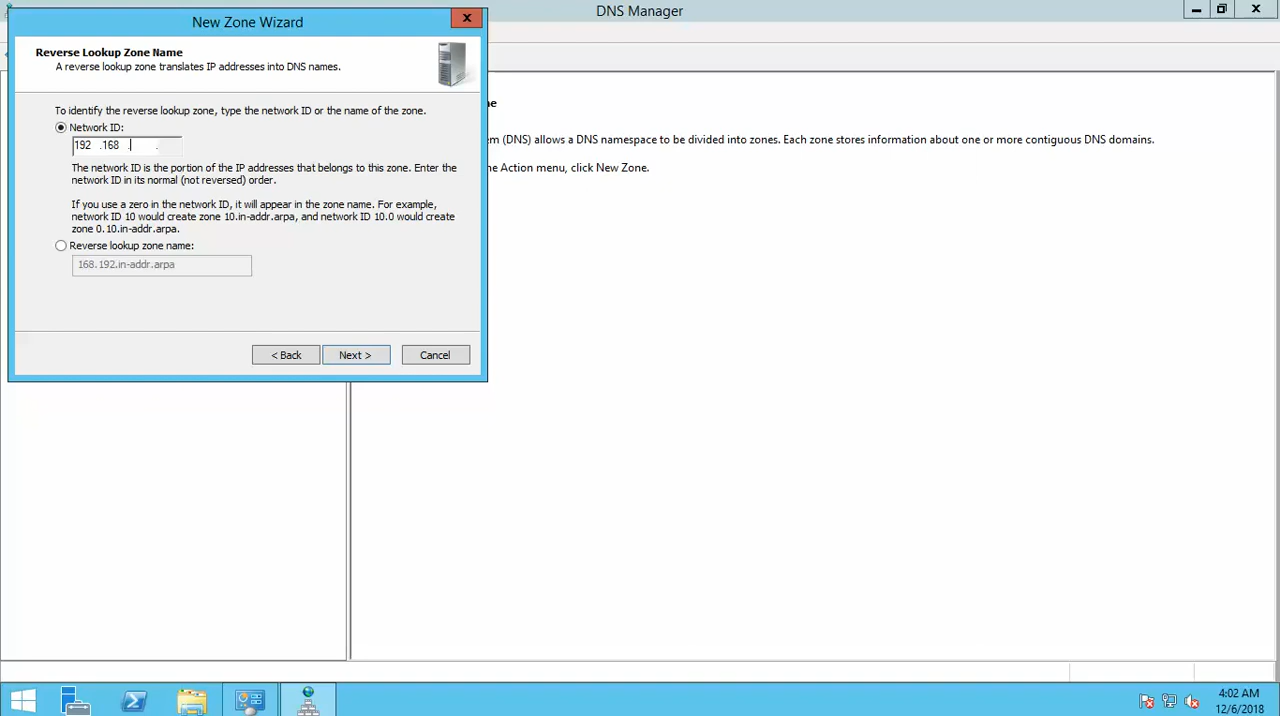 New Zone Wizard
X
DNS Manager
Reverse Lookup Zone Name
A reverse lookup zone translates IP addresses into DNS names.
To identify the reverse lookup zone, type the network ID or the name of the zone.
Network ID:
192 .168 . .
The network ID is the portion of the IP addresses that belongs to this zone. Enter the
network ID in its normal (not reversed) order.
If you use a zero in the network ID, it will appear in the zone name. For example,
network ID 10 would create zone 10.in-addr.arpa, and network ID 10.0 would create
zone 0.10.in-addr.arpa.
Reverse lookup zone name:
168.192.in-addr.arpa
< Back
Next >
Cancel
(DNS) allows a DNS namespace to be divided into zones. Each zone stores information about one or more contiguous DNS domains.
Action menu, click New Zone.
4:02 AM
12/6/2018